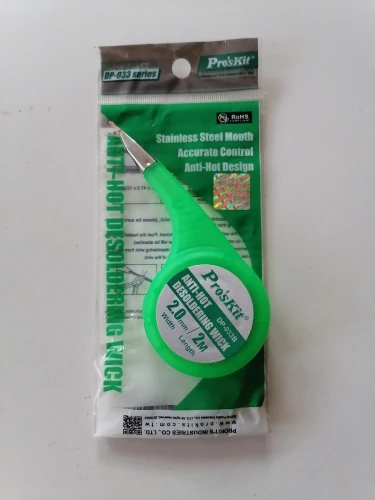 Pro'sKit®
DP-033 series
Pro'sKit®
RoHS
Stainless Steel Mouth
Accurate Control
Anti-Hot Design
ANTI-HOT DESOLDERING WICK
Pro'sKit®
ANTI-HOT
DESOLDERING WICK
DP-033B
2.0mm/2M
Width Length
PROKIT'S INDUSTRIES CO., LTD.
www.prokits.com.tw